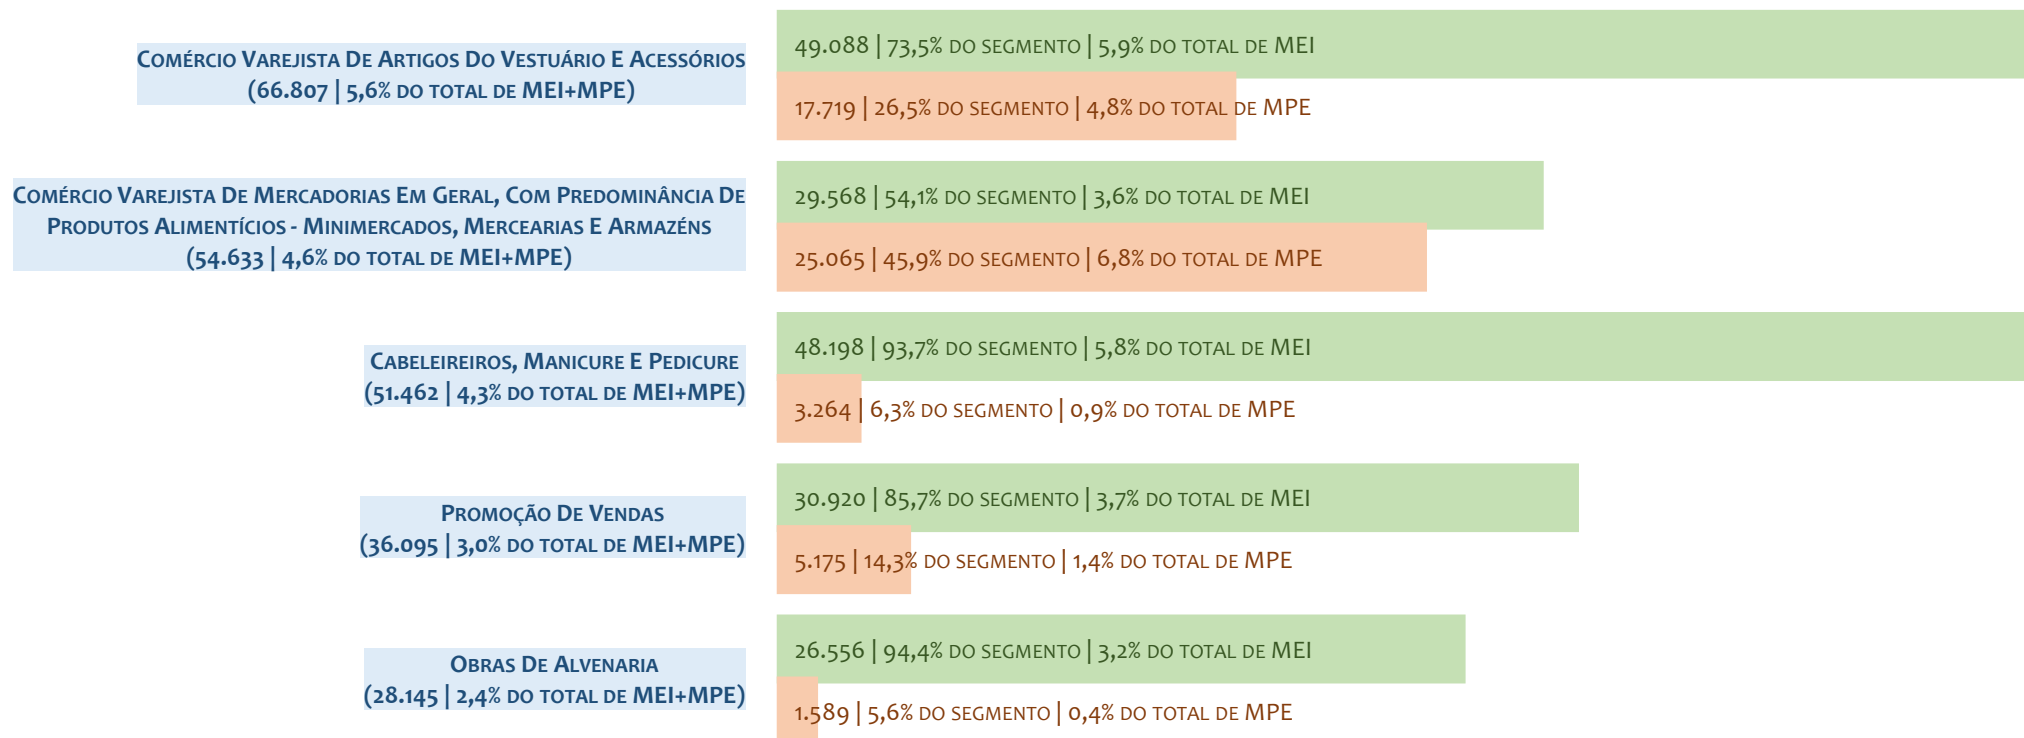 Comércio Varejista De Artigos Do Vestuário E Acessórios
(66.807 | 5,6% do total de MEI+MPE)
49.088 | 73,5% do segmento | 5,9% do total de MEI
17.719 | 26,5% do segmento | 4,8% do total de MPE
Comércio Varejista De Mercadorias Em Geral, Com Predominância De
Produtos Alimentícios - Minimercados, Mercearias E Armazéns
(54.633 | 4,6% do total de MEI+MPE)
29.568 | 54,1% do segmento | 3,6% do total de MEI
25.065 | 45,9% do segmento | 6,8% do total de MPE
Cabeleireiros, Manicure E Pedicure
(51.462 | 4,3% do total de MEI+MPE)
48.198 | 93,7% do segmento | 5,8% do total de MEI
3.264 | 6,3% do segmento | 0,9% do total de MPE
Promoção De Vendas
(36.095 | 3,0% do total de MEI+MPE)
30.920 | 85,7% do segmento | 3,7% do total de MEI
5.175 | 14,3% do segmento | 1,4% do total de MPE
Obras De Alvenaria
(28.145 | 2,4% do total de MEI+MPE)
26.556 | 94,4% do segmento | 3,2% do total de MEI
1.589 | 5,6% do segmento | 0,4% do total de MPE